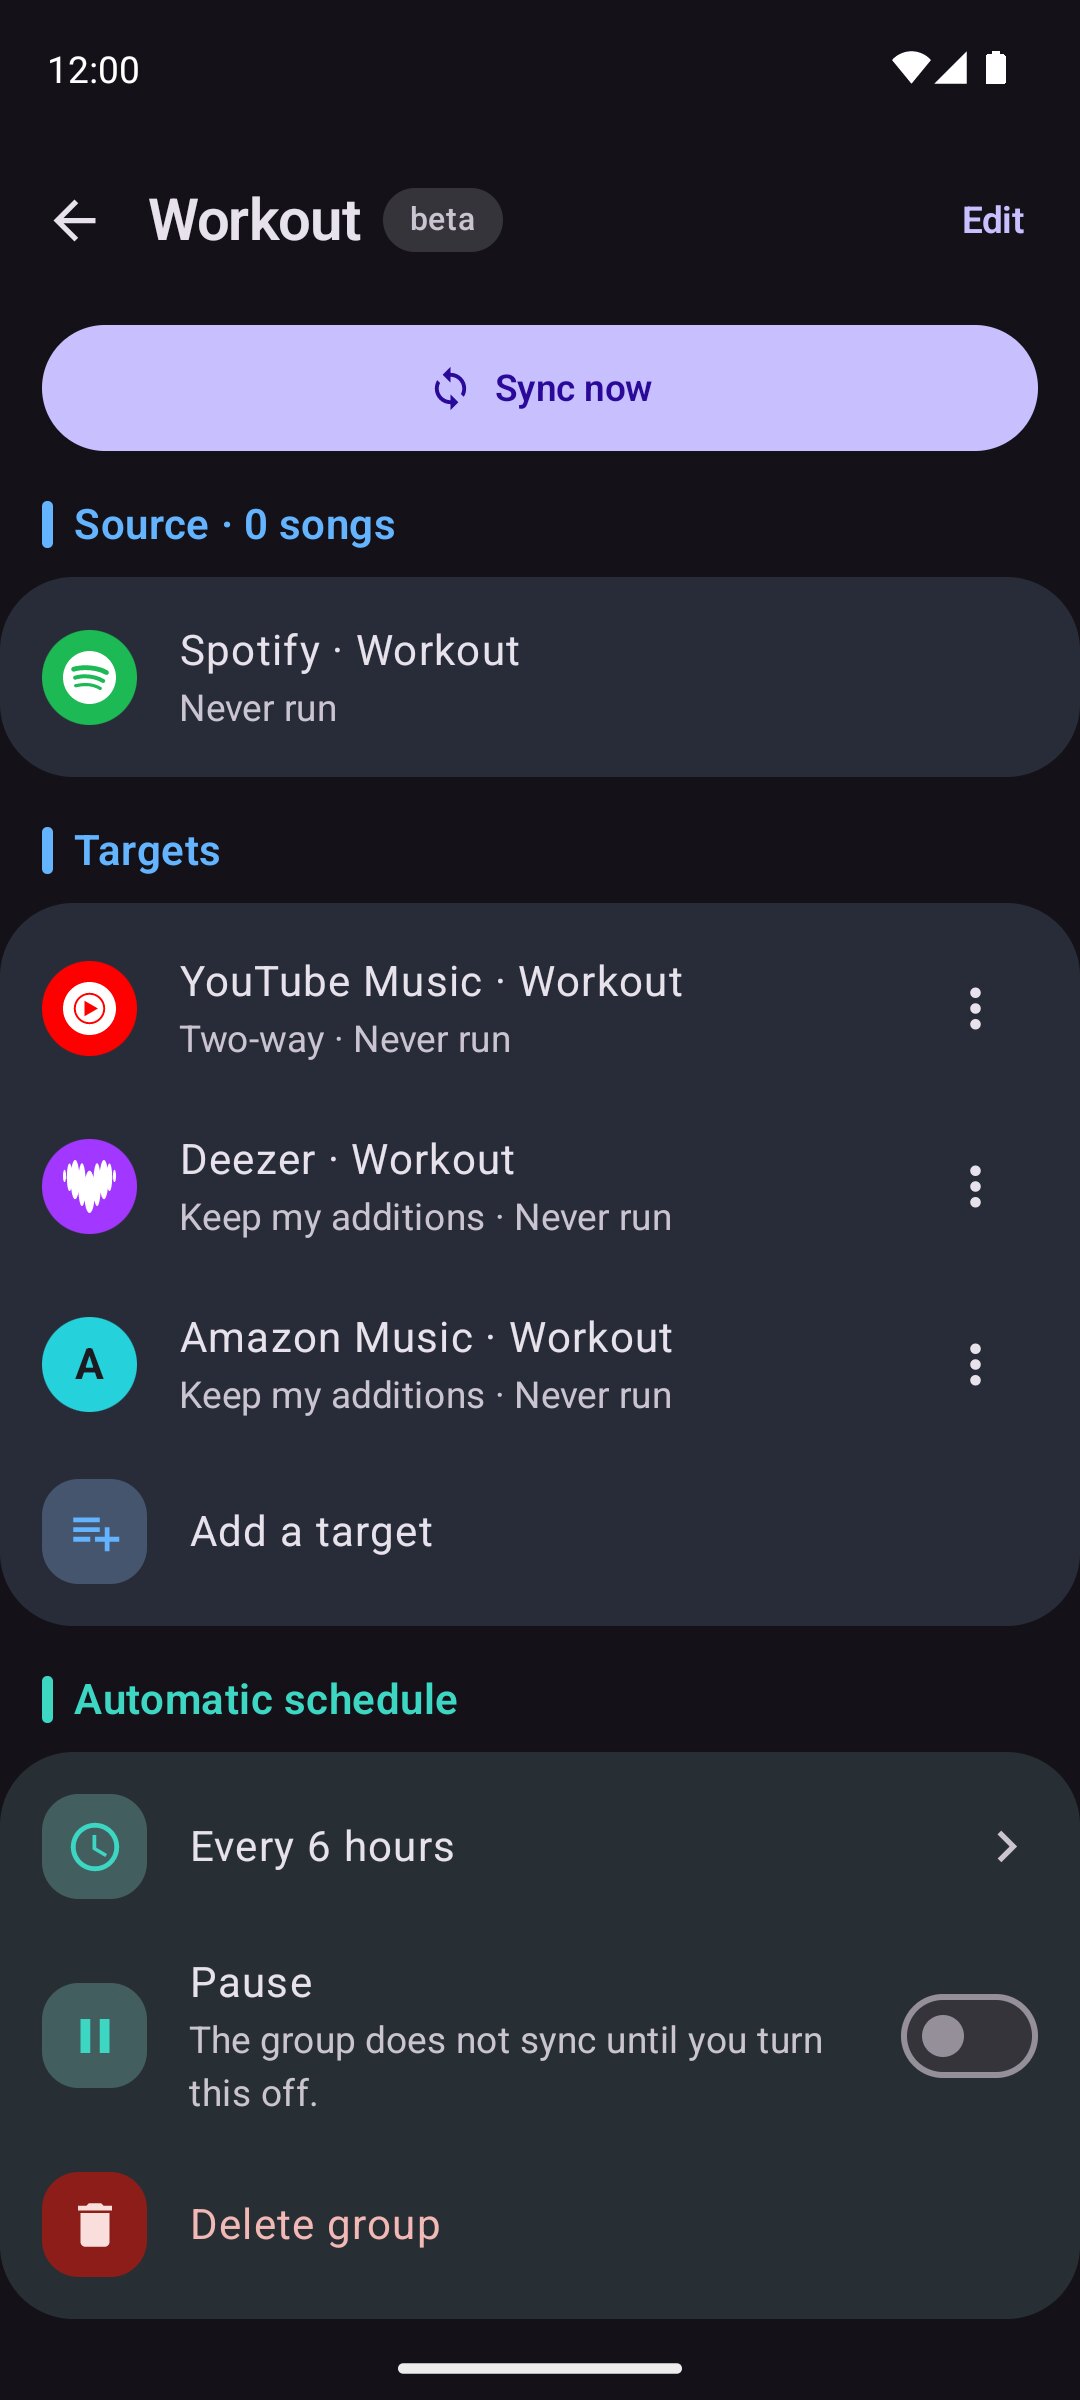 12:00
Workout beta Edit
Sync now
Source · 0 songs
Spotify · Workout
Never run
Targets
YouTube Music · Workout
Two-way · Never run
Deezer · Workout
Keep my additions · Never run
A
Amazon Music · Workout
Keep my additions · Never run
Add a target
Automatic schedule
Every 6 hours
Pause
The group does not sync until you turn
this off.
Delete group